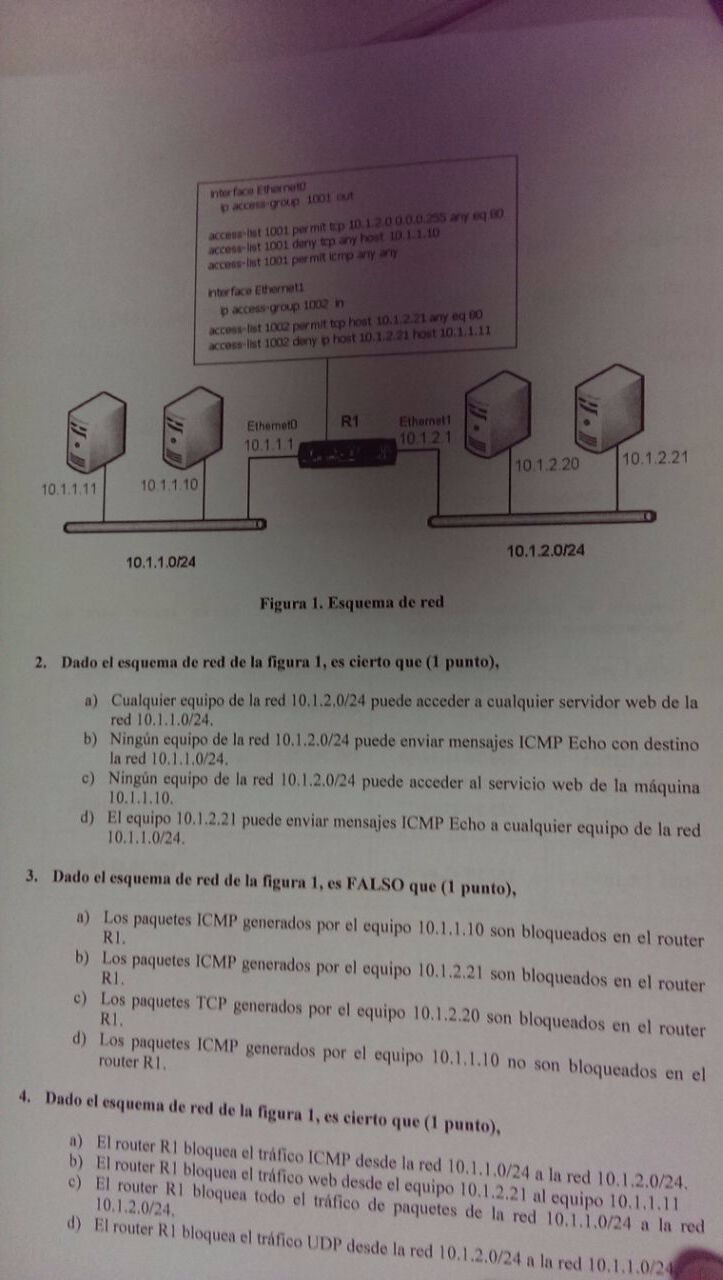 interface Ethernet0
ip access-group 1001 out
access-list 1001 permit tcp 10.1.2.0 0.0.0.255 any eq 80
access-list 1001 deny tcp any host 10.1.1.10
access-list 1001 permit icmp any any
interface Ethernet1
ip access-group 1002 in
access-list 1002 permit tcp host 10.1.2.21 any eq 80
access-list 1002 deny ip host 10.1.2.21 host 10.1.1.11
Ethernet0
10.1.1.1
R1
Ethernet1
10.1.2.1
10.1.1.11
10.1.1.10
10.1.2.20
10.1.2.21
10.1.1.0/24
10.1.2.0/24
Figura 1. Esquema de red
2. Dado el esquema de red de la figura 1, es cierto que (1 punto),
a) Cualquier equipo de la red 10.1.2.0/24 puede acceder a cualquier servidor web de la
red 10.1.1.0/24.
b) Ningún equipo de la red 10.1.2.0/24 puede enviar mensajes ICMP Echo con destino
la red 10.1.1.0/24.
c) Ningún equipo de la red 10.1.2.0/24 puede acceder al servicio web de la máquina
10.1.1.10.
d) El equipo 10.1.2.21 puede enviar mensajes ICMP Echo a cualquier equipo de la red
10.1.1.0/24.
3. Dado el esquema de red de la figura 1, es FALSO que (1 punto),
a) Los paquetes ICMP generados por el equipo 10.1.1.10 son bloqueados en el router
R1.
b) Los paquetes ICMP generados por el equipo 10.1.2.21 son bloqueados en el router
R1.
c) Los paquetes TCP generados por el equipo 10.1.2.20 son bloqueados en el router
R1.
d) Los paquetes ICMP generados por el equipo 10.1.1.10 no son bloqueados en el
router R1.
4. Dado el esquema de red de la figura 1, es cierto que (1 punto),
a) El router R1 bloquea el tráfico ICMP desde la red 10.1.1.0/24 a la red 10.1.2.0/24.
b) El router R1 bloquea el tráfico web desde el equipo 10.1.2.21 al equipo 10.1.1.11
c) El router R1 bloquea todo el tráfico de paquetes de la red 10.1.1.0/24 a la red
10.1.2.0/24.
d) El router R1 bloquea el tráfico UDP desde la red 10.1.2.0/24 a la red 10.1.1.0/24